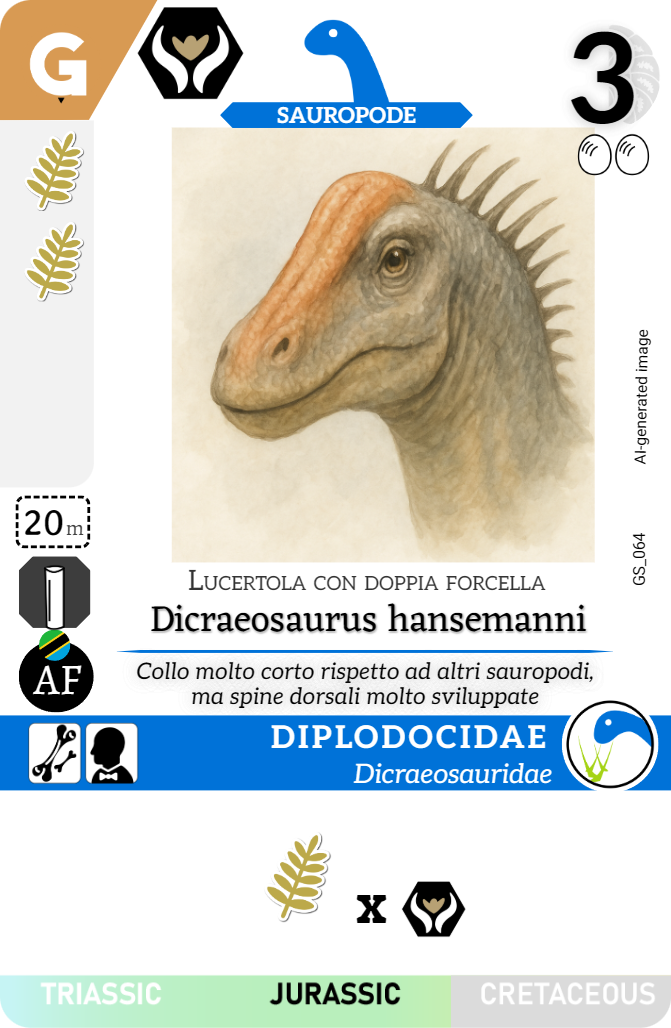 G
3
SAUROPODE
AI-generated image
GS_064
20m
AF
Lucertola con doppia forcella
Dicraeosaurus hansemanni
Collo molto corto rispetto ad altri sauropodi,
ma spine dorsali molto sviluppate
DIPLODOCIDAE
Dicraeosauridae
x
TRIASSIC JURASSIC CRETACEOUS